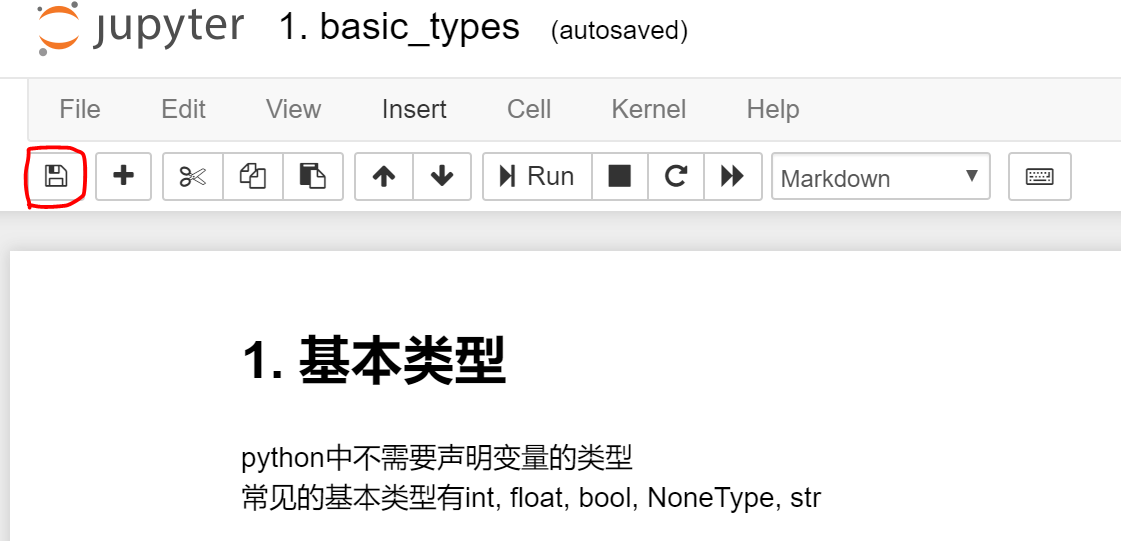 jupyter 1. basic_types (autosaved)
File Edit View Insert Cell Kernel Help
Run Markdown
1. 基本类型
python中不需要声明变量的类型
常见的基本类型有int, float, bool, NoneType, str